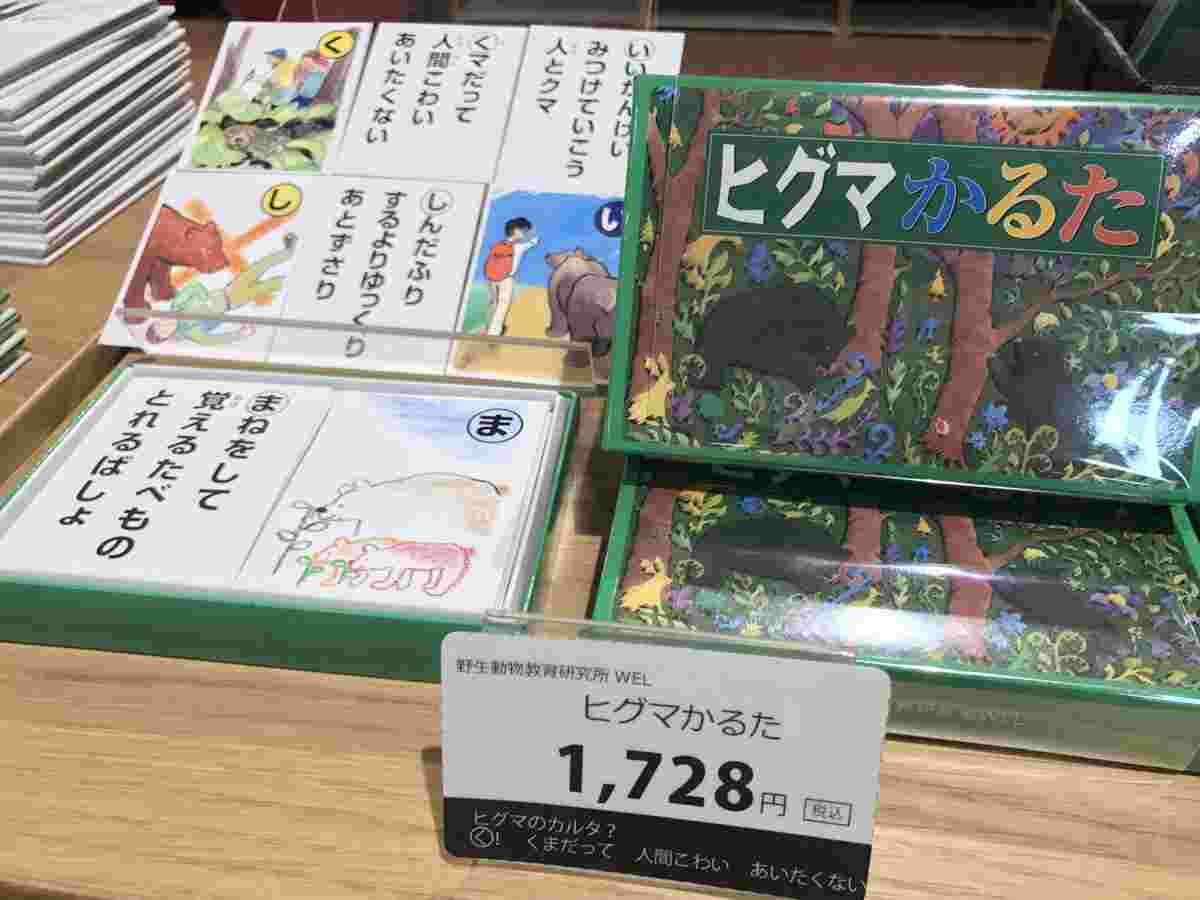 く
くマだって
人間こわい
あいたくない
いいかんけい
みつけていこう
人とクマ
い
し
しんだふり
するよりゆっくり
あとずさり
ま
まねをして
覚えるたべもの
とれるばしょ
ヒグマかるた
野生動物教育研究所 WEL
ヒグマかるた
1,728円 税込
ヒグマのカルタ?
く! くまだって 人間こわい あいたくない